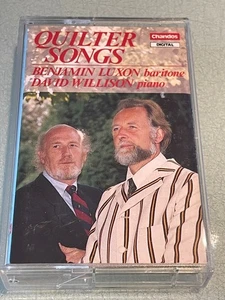 QUILTER
SONGS
Chandos
DIGITAL
BENJAMIN LUXON baritone
DAVID WILLISON piano